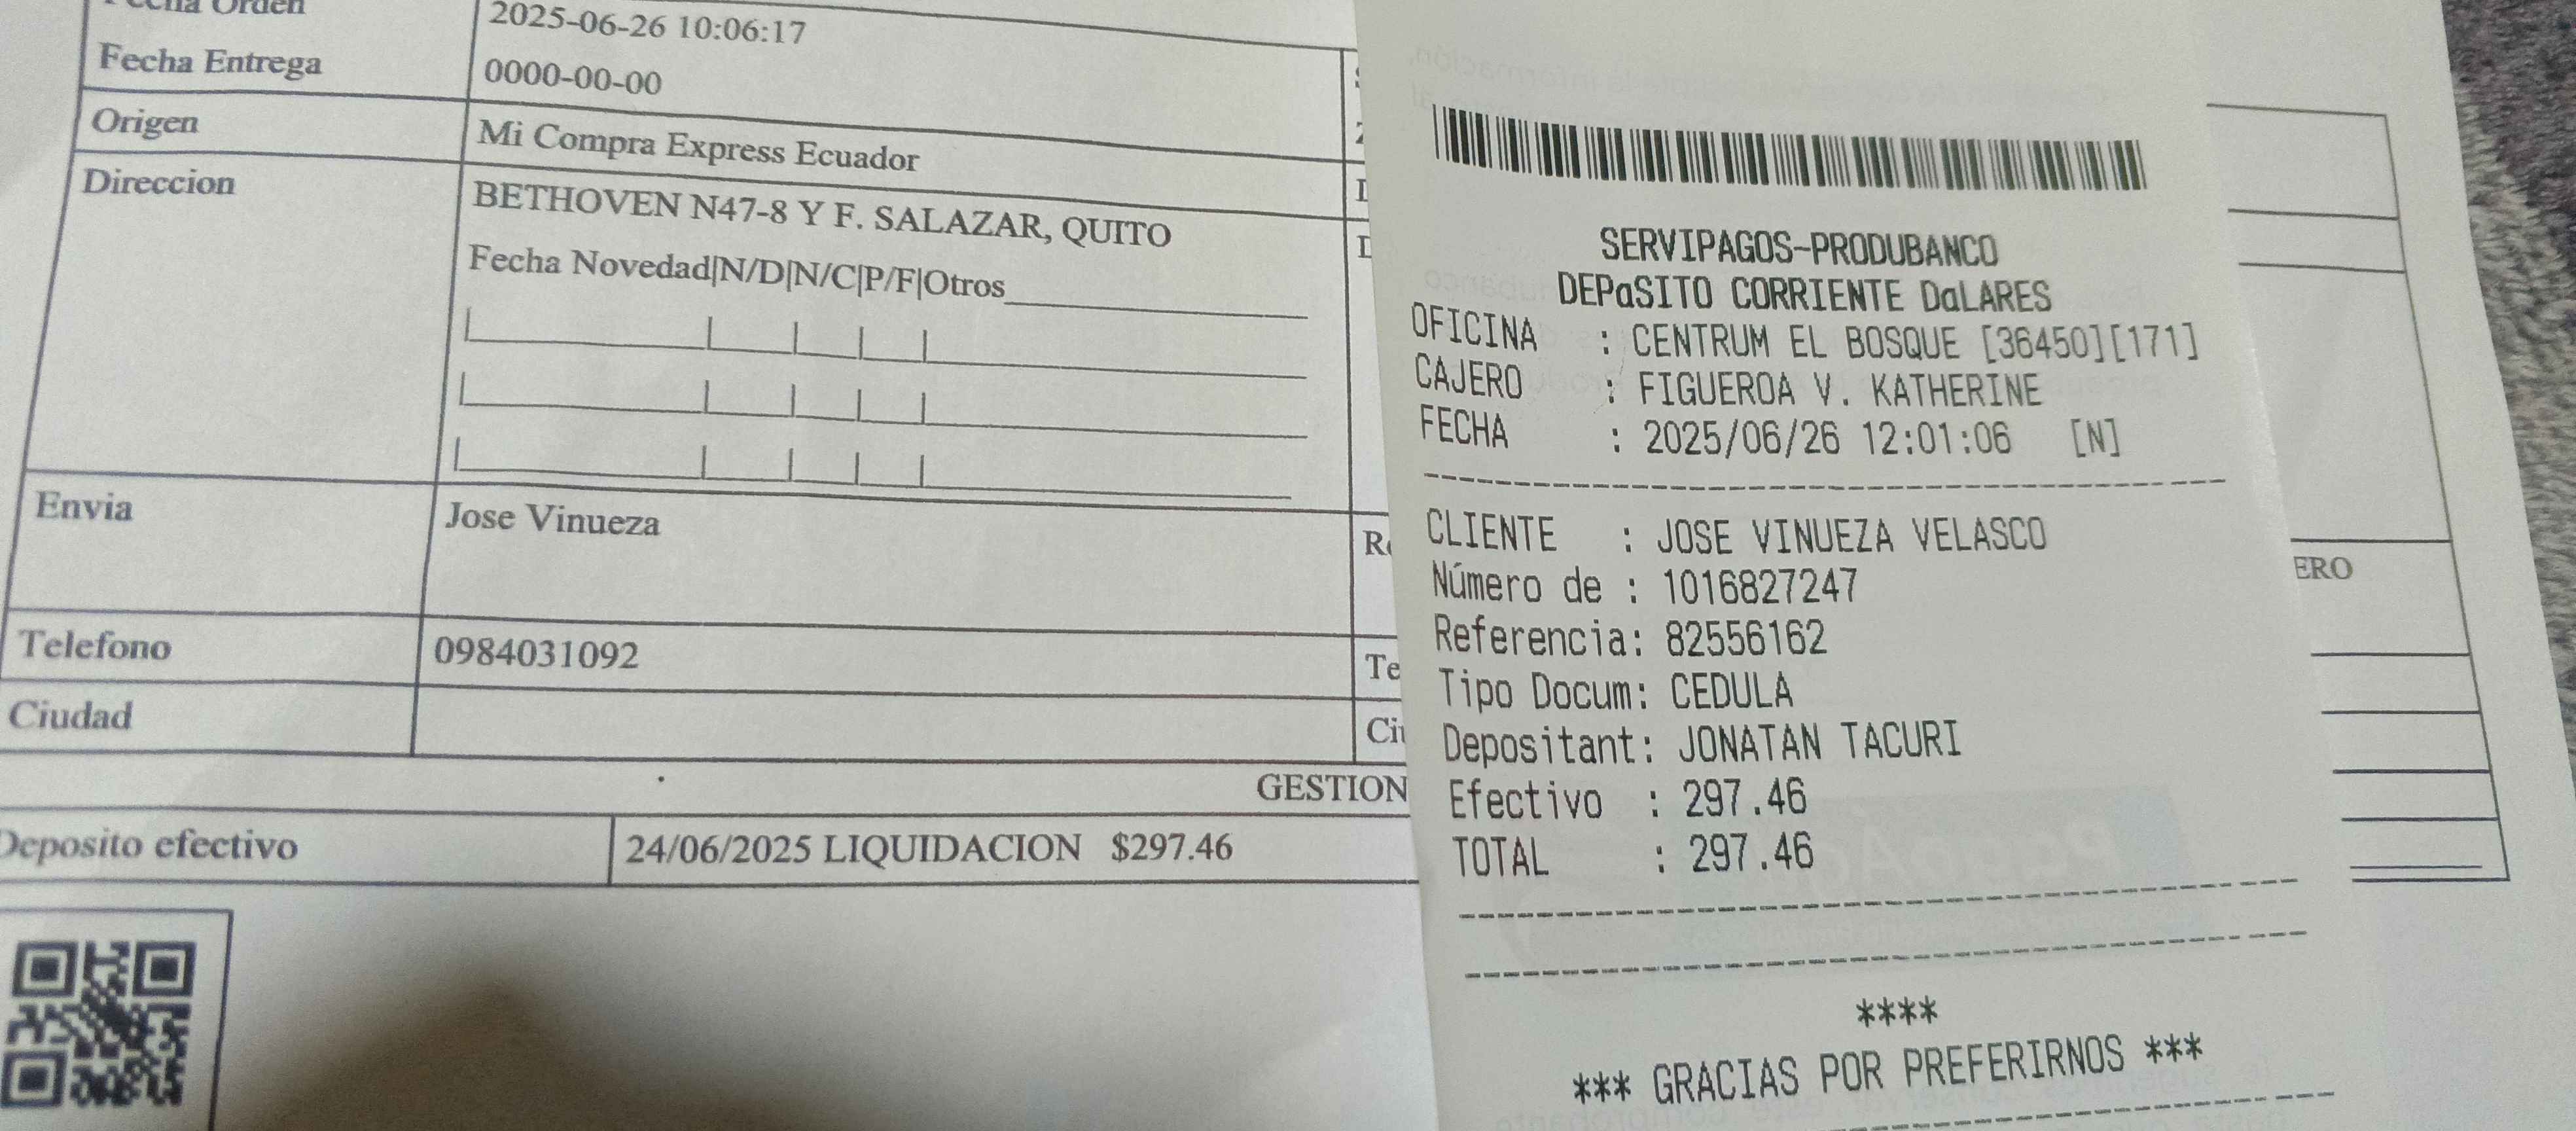 Fecha Orden
2025-06-26 10:06:17
Fecha Entrega
0000-00-00
Origen
Mi Compra Express Ecuador
Direccion
BETHOVEN N47-8 Y F. SALAZAR, QUITO
Fecha Novedad|N/D|N/C|P/F|Otros
Envia
Jose Vinueza
Telefono
0984031092
Te
Ciudad
GESTION
ERO
Deposito efectivo
24/06/2025 LIQUIDACION $297.46
SERVIPAGOS-PRODUBANCO
DEPaSITO CORRIENTE DaLARES
OFICINA : CENTRUM EL BOSQUE [36450][171]
CAJERO : FIGUEROA V. KATHERINE
FECHA : 2025/06/26 12:01:06 [N]
CLIENTE : JOSE VINUEZA VELASCO
Número de : 1016827247
Referencia: 82556162
Tipo Docum: CEDULA
Depositant: JONATAN TACURI
Efectivo : 297.46
TOTAL : 297.46
****
*** GRACIAS POR PREFERIRNOS ***